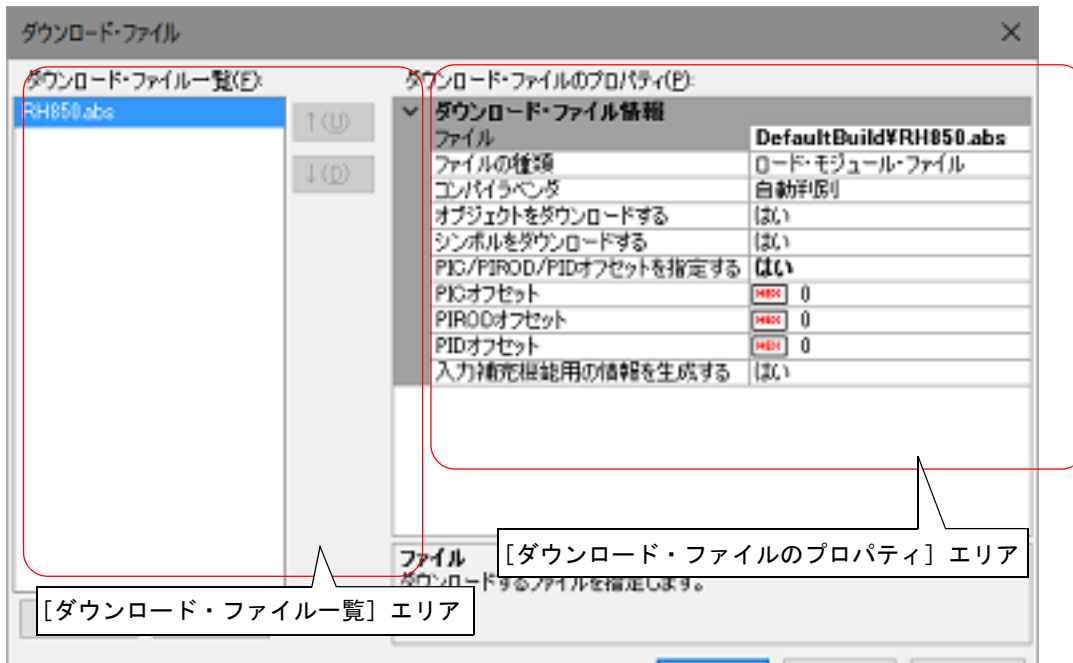 ダウンロード・ファイル
ダウンロード・ファイル一覧(F):
RH850.abs
↑(U)
↓(D)
ダウンロード・ファイルのプロパティ(P):
ダウンロード・ファイル情報
ファイル DefaultBuild¥RH850.abs
ファイルの種類 ロード・モジュール・ファイル
コンパイラベンダ 自動判別
オブジェクトをダウンロードする はい
シンボルをダウンロードする はい
PIC/PIROD/PIDオフセットを指定する はい
PICオフセット HEX 0
PIRODオフセット HEX 0
PIDオフセット HEX 0
入力補完機能用の情報を生成する はい
[ダウンロード・ファイルのプロパティ] エリア
ファイル
ダウンロードするファイルを指定します。
[ダウンロード・ファイル一覧] エリア